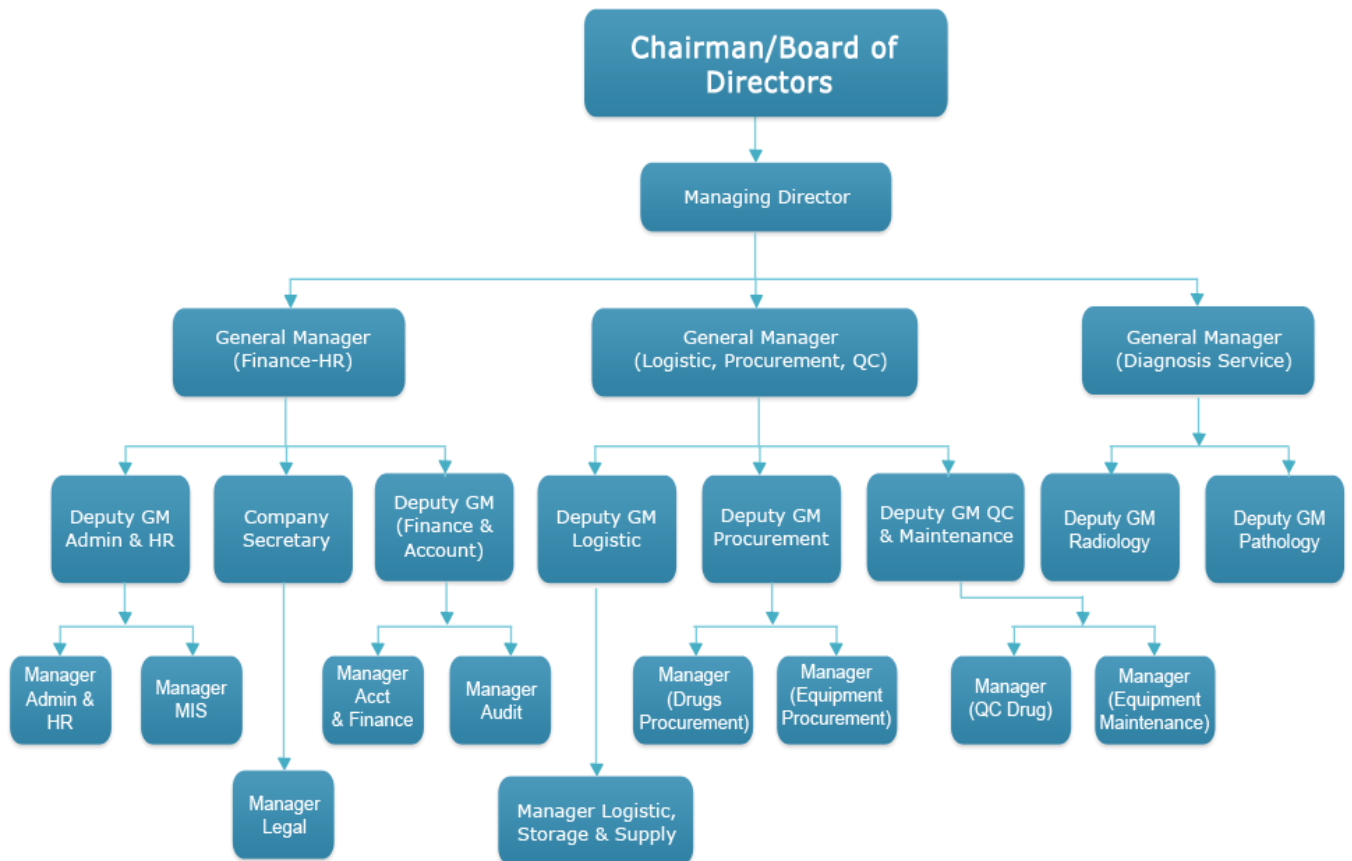 Chairman/Board of
Directors
Managing Director
General Manager
(Finance-HR)
General Manager
(Logistic, Procurement, QC)
General Manager
(Diagnosis Service)
Deputy GM
Admin & HR
Company
Secretary
Deputy GM
(Finance &
Account)
Deputy GM
Logistic
Deputy GM
Procurement
Deputy GM QC
& Maintenance
Deputy GM
Radiology
Deputy GM
Pathology
Manager
Admin &
HR
Manager
MIS
Manager
Acct
& Finance
Manager
Audit
Manager
(Drugs
Procurement)
Manager
(Equipment
Procurement)
Manager
(QC Drug)
Manager
(Equipment
Maintenance)
Manager
Legal
Manager Logistic,
Storage & Supply